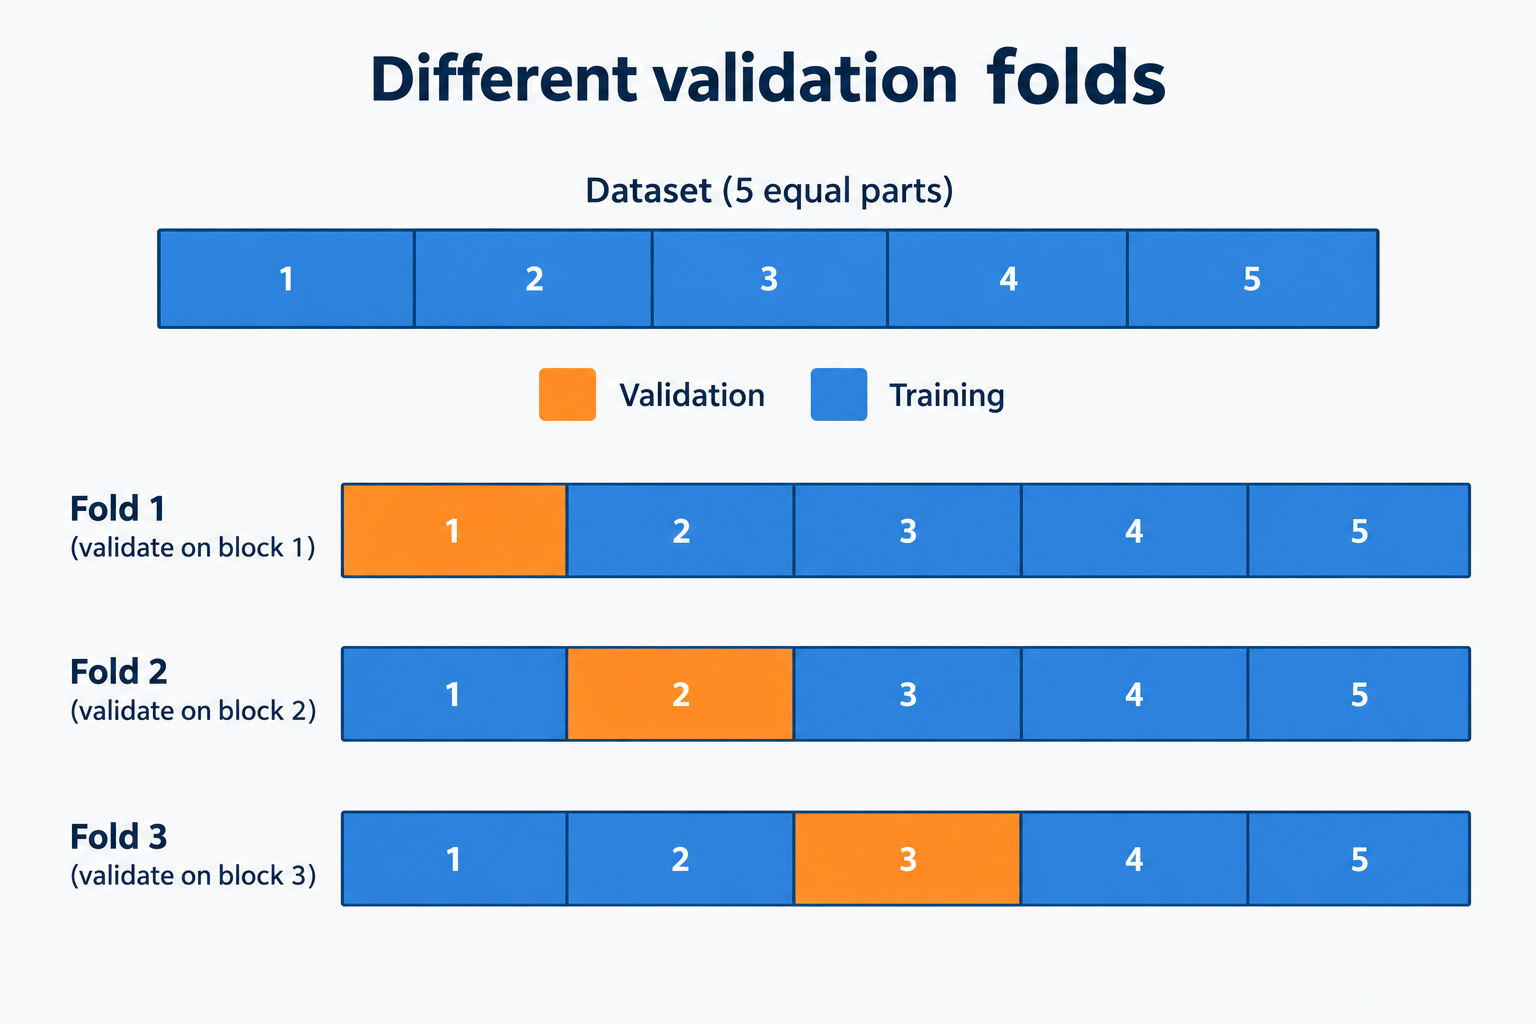 Different validation folds
Dataset (5 equal parts)
1 2 3 4 5
Validation Training
Fold 1
(validate on block 1)
1 2 3 4 5
Fold 2
(validate on block 2)
1 2 3 4 5
Fold 3
(validate on block 3)
1 2 3 4 5